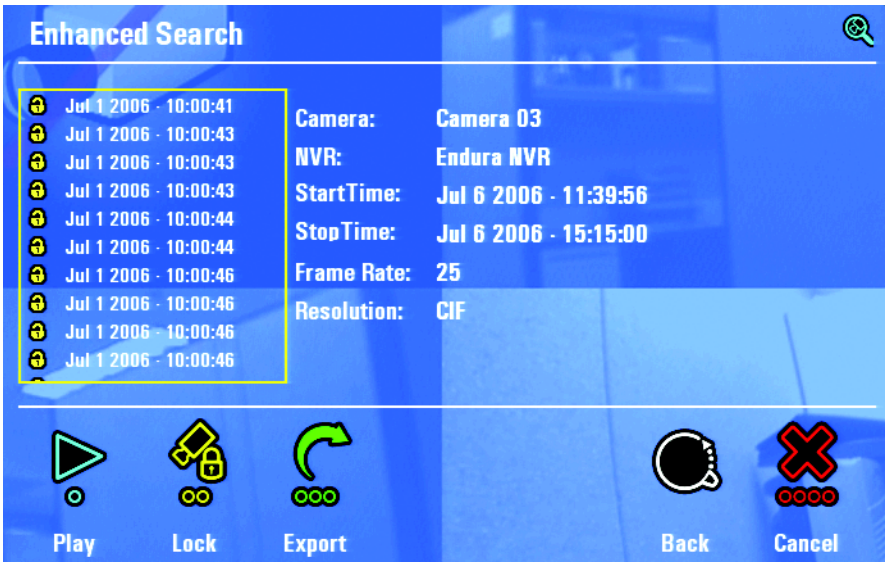 Enhanced Search
Jul 1 2006 - 10:00:41
Jul 1 2006 - 10:00:43
Jul 1 2006 - 10:00:43
Jul 1 2006 - 10:00:43
Jul 1 2006 - 10:00:44
Jul 1 2006 - 10:00:44
Jul 1 2006 - 10:00:46
Jul 1 2006 - 10:00:46
Jul 1 2006 - 10:00:46
Jul 1 2006 - 10:00:46
Camera: Camera 03
NVR: Endura NVR
StartTime: Jul 6 2006 - 11:39:56
StopTime: Jul 6 2006 - 15:15:00
Frame Rate: 25
Resolution: CIF
Play Lock Export Back Cancel